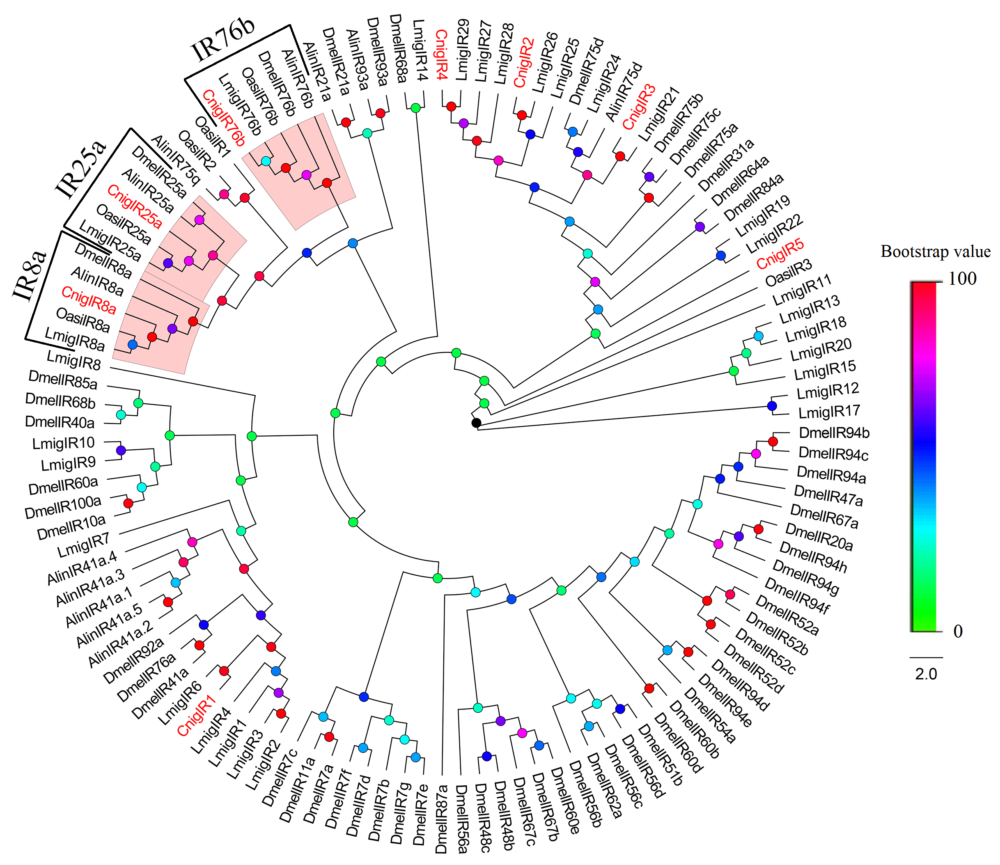 IR76b
IR25a
IR8a
DmelIR21a
AlinIR93a
DmelIR93a
DmelIR68a
LmigIR14
CnigIR4
LmigIR29
LmigIR27
LmigIR28
CnigIR2
LmigIR26
LmigIR25
DmelIR75d
LmigIR24
AlinIR75d
CnigIR3
LmigIR21
DmelIR75b
DmelIR75c
DmelIR75a
DmelIR31a
DmelIR64a
DmelIR84a
LmigIR19
LmigIR22
CnigIR5
OasiIR3
LmigIR11
LmigIR13
LmigIR18
LmigIR20
LmigIR15
LmigIR12
LmigIR17
DmelIR94b
DmelIR94c
DmelIR94a
DmelIR47a
DmelIR67a
DmelIR20a
DmelIR94h
DmelIR94g
DmelIR94f
DmelIR52a
DmelIR52b
DmelIR52c
DmelIR52d
DmelIR94d
DmelIR94e
DmelIR54a
DmelIR60b
DmelIR60d
DmelIR51b
DmelIR56d
DmelIR56c
DmelIR62a
DmelIR56b
DmelIR60e
DmelIR67b
DmelIR67c
DmelIR48b
DmelIR48c
DmelIR56a
DmelIR87a
DmelIR7e
DmelIR7g
DmelIR7b
DmelIR7d
DmelIR7f
DmelIR7a
DmelIR11a
DmelIR7c
LmigIR2
LmigIR3
LmigIR1
LmigIR4
CnigIR1
LmigIR6
DmelIR41a
DmelIR76a
DmelIR92a
AlinIR41a.2
AlinIR41a.5
AlinIR41a.1
AlinIR41a.3
AlinIR41a.4
LmigIR7
DmelIR10a
DmelIR100a
DmelIR60a
LmigIR9
LmigIR10
DmelIR40a
DmelIR68b
DmelIR85a
LmigIR8
LmigIR8a
OasiIR8a
CnigIR8a
AlinIR8a
DmelIR8a
LmigIR25a
OasiIR25a
CnigIR25a
AlinIR25a
DmelIR25a
AlinIR75q
OasiIR2
OasiIR1
CnigIR76b
LmigIR76b
OasiIR76b
DmelIR76b
AlinIR76b
AlinIR21a
Bootstrap value
100
0
2.0